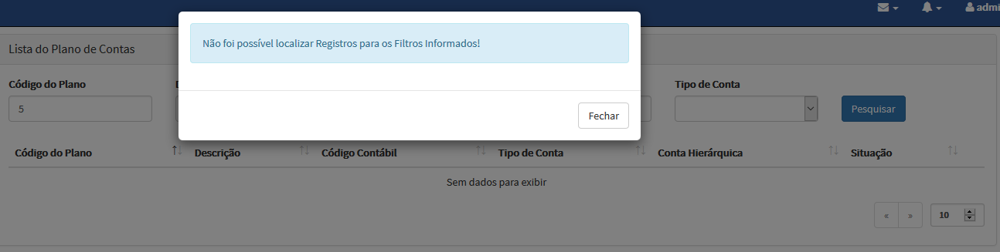 admi
Não foi possível localizar Registros para os Filtros Informados!
Fechar
Lista do Plano de Contas
Código do Plano
Tipo de Conta
5
Pesquisar
Código do Plano Descrição Código Contábil Tipo de Conta Conta Hierárquica Situação
Sem dados para exibir
« » 10